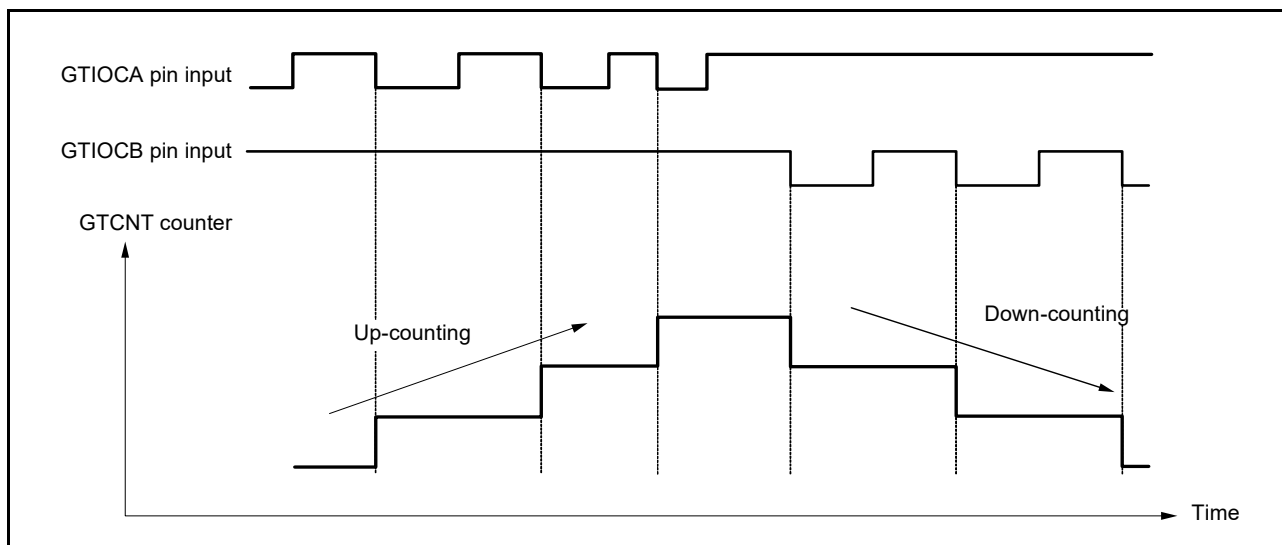 GTIOCA pin input
GTIOCB pin input
GTCNT counter
Up-counting
Down-counting
Time